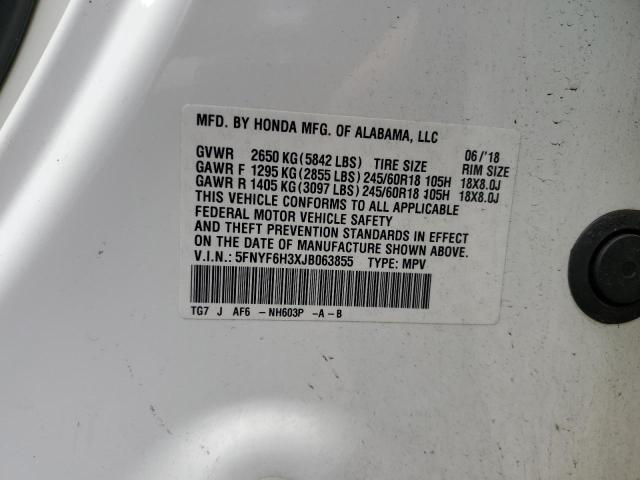 MFD. BY HONDA MFG. OF ALABAMA, LLC
06/'18
GVWR 2650 KG(5842 LBS) TIRE SIZE RIM SIZE
GAWR F 1295 KG(2855 LBS)245/60R18 105H 18X8.0J
GAWR R 1405 KG(3097 LBS)245/60R18 105H 18X8.0J
THIS VEHICLE CONFORMS TO ALL APPLICABLE
FEDERAL MOTOR VEHICLE SAFETY
AND THEFT PREVENTION STANDARDS IN EFFECT
ON THE DATE OF MANUFACTURE SHOWN ABOVE.
V.I.N.: 5FNYF6H3XJB063855 TYPE: MPV
TG7 J AF6 -NH603P -A-B